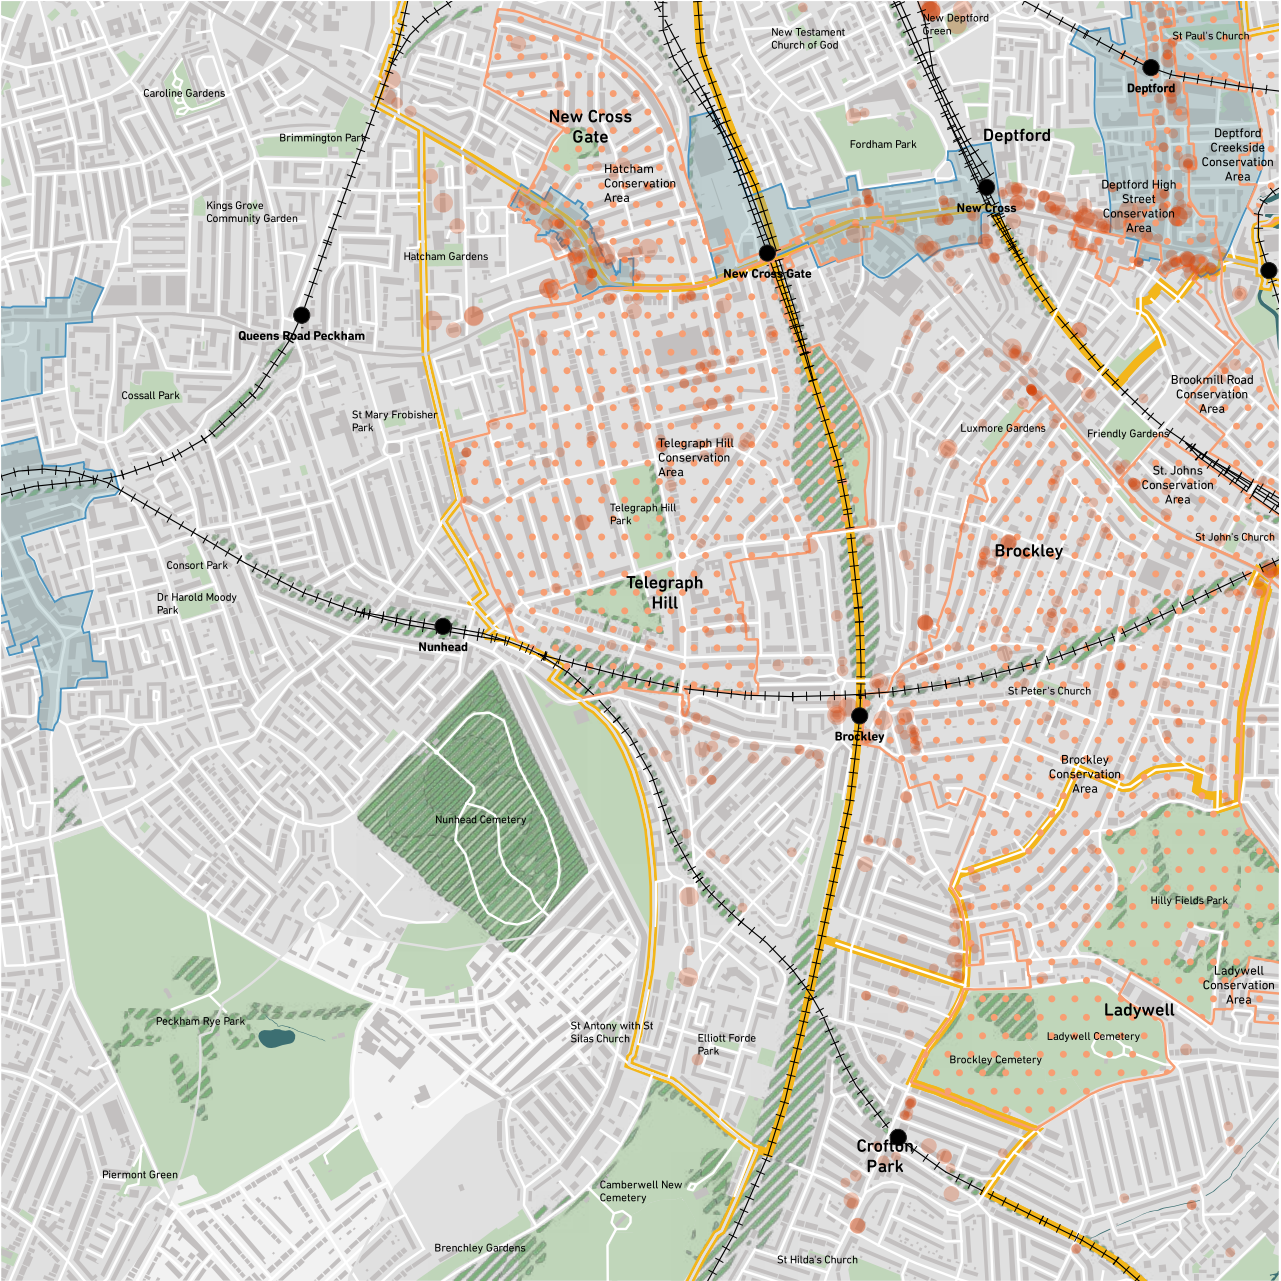 New Deptford
Green
New Testament
Church of God
St Paul's Church
Caroline Gardens
Deptford
New Cross
Gate
Brimmington Park
Deptford
Fordham Park
Deptford
Creekside
Conservation
Area
Hatcham
Conservation
Area
Deptford High
Street
Conservation
Area
Kings Grove
Community Garden
New Cross
Hatcham Gardens
New Cross Gate
Queens Road Peckham
Cossall Park
Brookmill Road
Conservation
Area
St Mary Frobisher
Park
Luxmore Gardens
Friendly Gardens
Telegraph Hill
Conservation
Area
St. Johns
Conservation
Area
Telegraph Hill
Park
St John's Church
Brockley
Consort Park
Telegraph
Hill
Dr Harold Moody
Park
Nunhead
St Peter's Church
Brockley
Brockley
Conservation
Area
Nunhead Cemetery
Hilly Fields Park
Ladywell
Conservation
Area
Ladywell
Peckham Rye Park
St Antony with St
Silas Church
Elliott Forde
Park
Ladywell Cemetery
Brockley Cemetery
Crofton
Park
Piermont Green
Camberwell New
Cemetery
Brenchley Gardens
St Hilda's Church